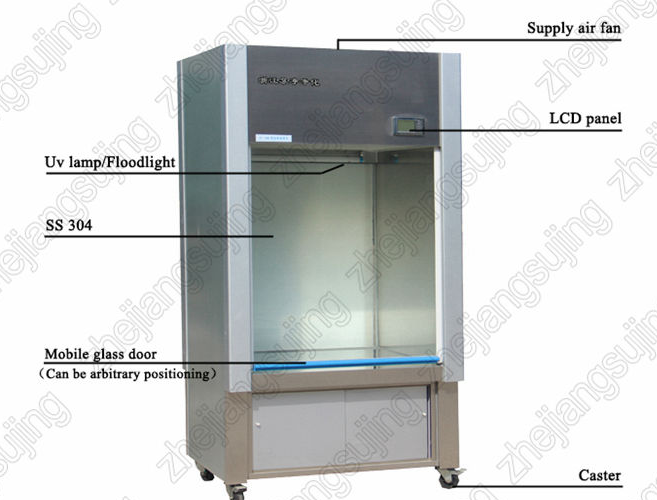 Supply air fan
LCD panel
Uv lamp/Floodlight
SS 304
Mobile glass door
（Can be arbitrary positioning）
Caster
zhejiangsujing